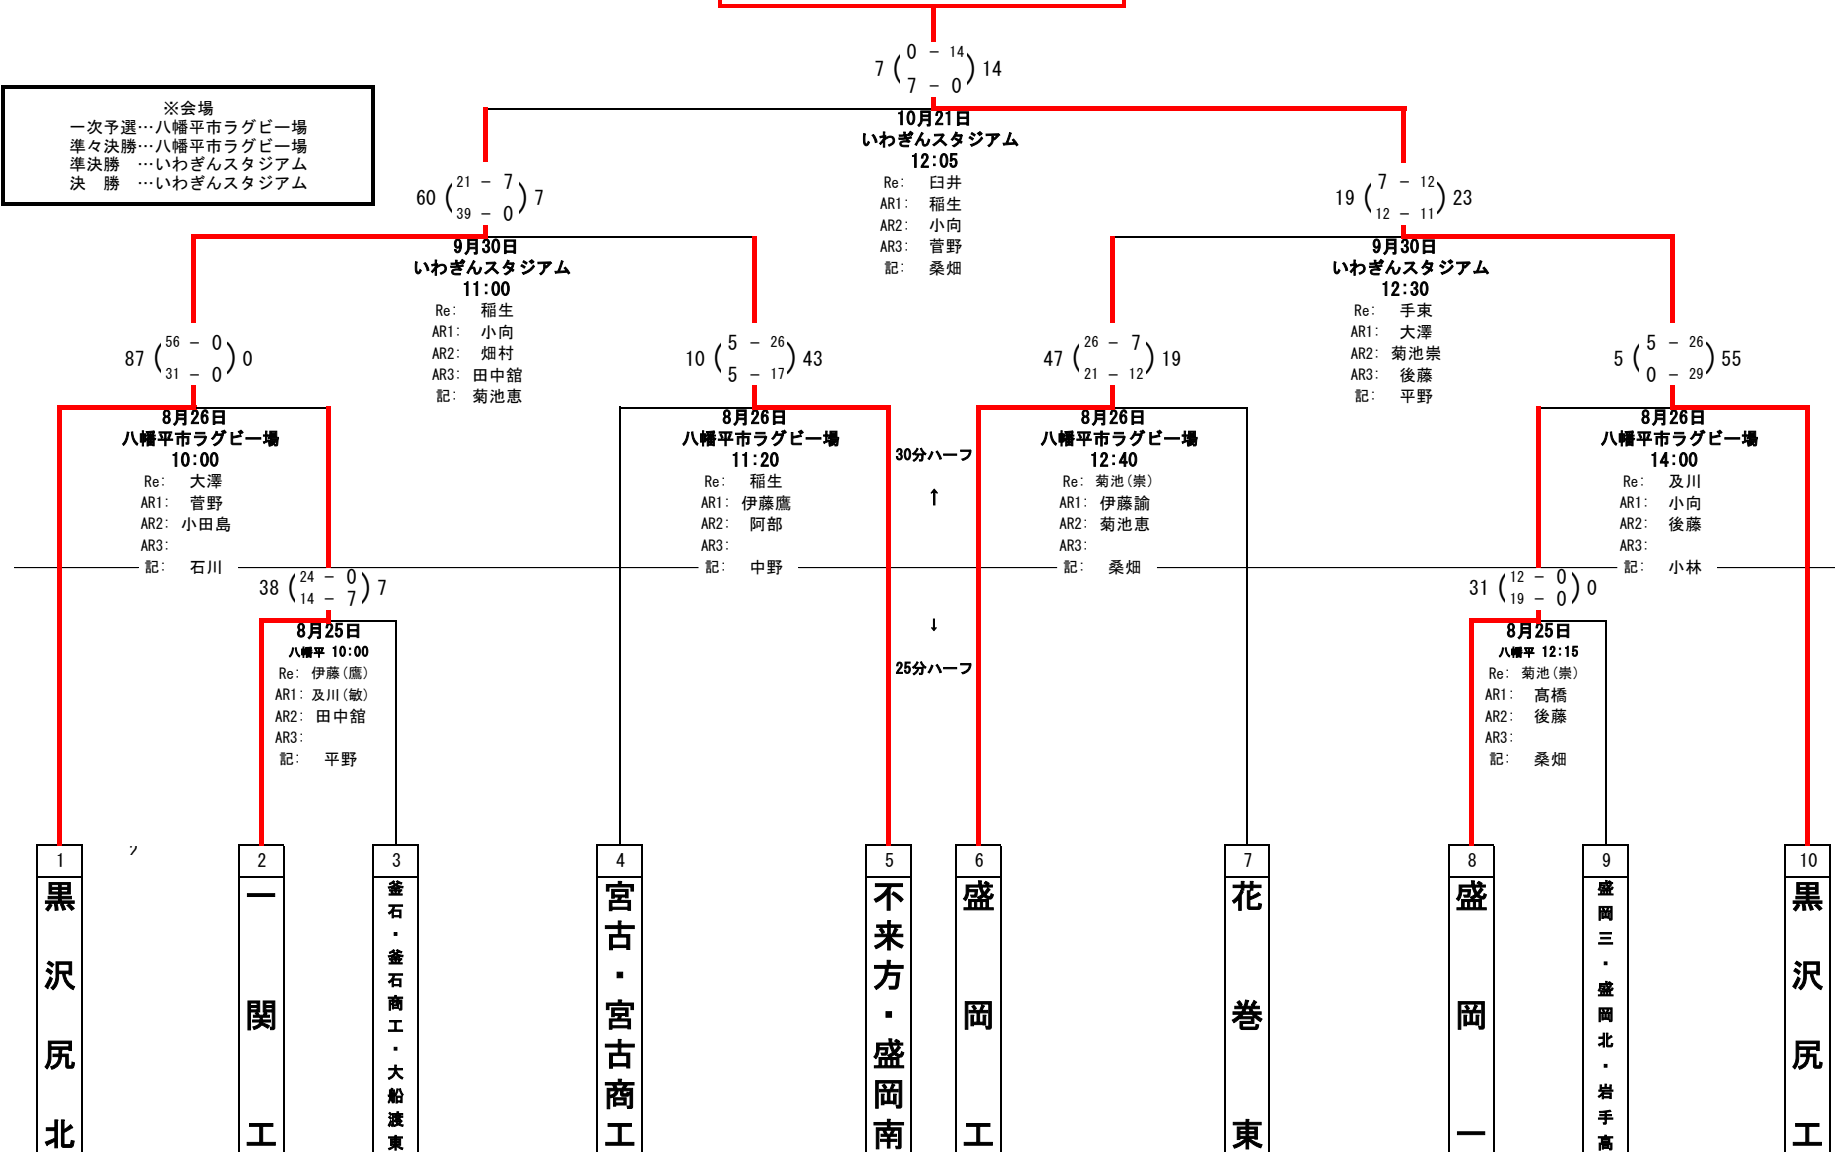 7 ( 0 - 14 ) 14
7 - 0
10月21日
いわぎんスタジアム
12:05
Re: 臼井
AR1: 稲生
AR2: 小向
AR3: 菅野
記: 桑畑
※会場
一次予選…八幡平市ラグビー場
準々決勝…八幡平市ラグビー場
準決勝 …いわぎんスタジアム
決 勝 …いわぎんスタジアム
60 ( 21 - 7 ) 7
39 - 0
9月30日
いわぎんスタジアム
11:00
Re: 稲生
AR1: 小向
AR2: 畑村
AR3: 田中舘
記: 菊池恵
19 ( 7 - 12 ) 23
12 - 11
9月30日
いわぎんスタジアム
12:30
Re: 手束
AR1: 大澤
AR2: 菊池崇
AR3: 後藤
記: 平野
87 ( 56 - 0 ) 0
31 - 0
8月26日
八幡平市ラグビー場
10:00
Re: 大澤
AR1: 菅野
AR2: 小田島
AR3:
記: 石川
10 ( 5 - 26 ) 43
5 - 17
8月26日
八幡平市ラグビー場
11:20
Re: 稲生
AR1: 伊藤鷹
AR2: 阿部
AR3:
記: 中野
30分ハーフ
↑
↓
25分ハーフ
47 ( 26 - 7 ) 19
21 - 12
8月26日
八幡平市ラグビー場
12:40
Re: 菊池(崇)
AR1: 伊藤諭
AR2: 菊池恵
AR3:
記: 桑畑
5 ( 5 - 26 ) 55
0 - 29
8月26日
八幡平市ラグビー場
14:00
Re: 及川
AR1: 小向
AR2: 後藤
AR3:
記: 小林
38 ( 24 - 0 ) 7
14 - 7
8月25日
八幡平 10:00
Re: 伊藤(鷹)
AR1: 及川(敏)
AR2: 田中舘
AR3:
記: 平野
31 ( 12 - 0 ) 0
19 - 0
8月25日
八幡平 12:15
Re: 菊池(崇)
AR1: 髙橋
AR2: 後藤
AR3:
記: 桑畑
1
黒沢尻北
2
一関工
3
釜石・釜石商工・大船渡東
4
宮古・宮古商工
5
不来方・盛岡南
6
盛岡工
7
花巻東
8
盛岡一
9
盛岡三・盛岡北・岩手高
10
黒沢尻工